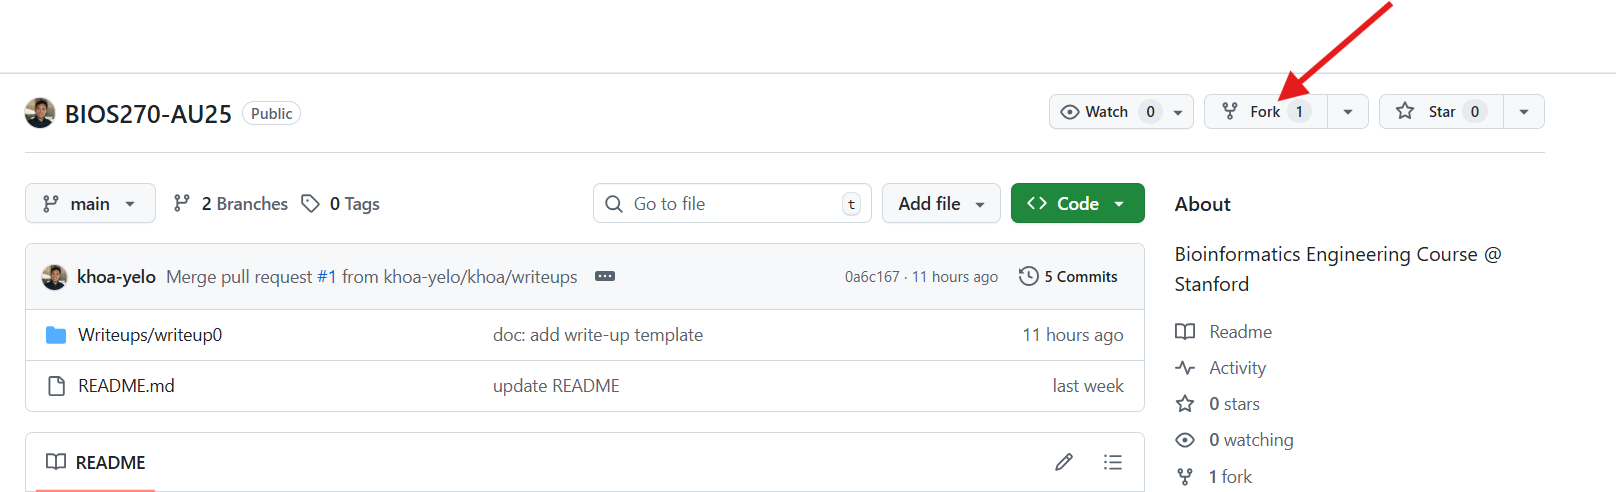 BIOS270-AU25 Public Watch 0 Fork 1 Star 0
main 2 Branches 0 Tags Go to file t Add file Code
khoa-yelo Merge pull request #1 from khoa-yelo/khoa/writeups 0a6c167 · 11 hours ago 5 Commits
Writeups/writeup0 doc: add write-up template 11 hours ago
README.md update README last week
README
About
Bioinformatics Engineering Course @
Stanford
Readme
Activity
0 stars
0 watching
1 fork